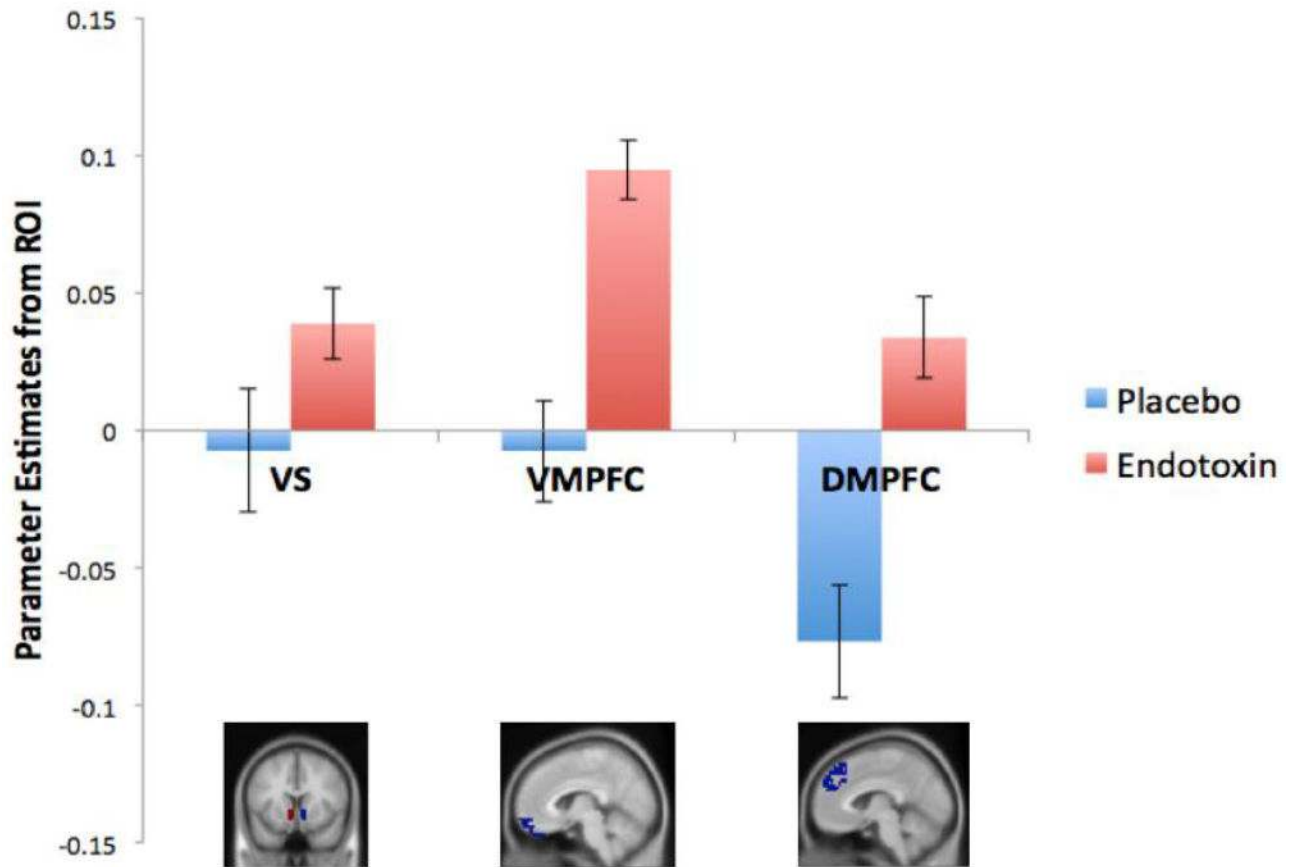 0.15
0.1
0.05
0
-0.05
-0.1
-0.15
Parameter Estimates from ROI
VS VMPFC DMPFC
Placebo
Endotoxin